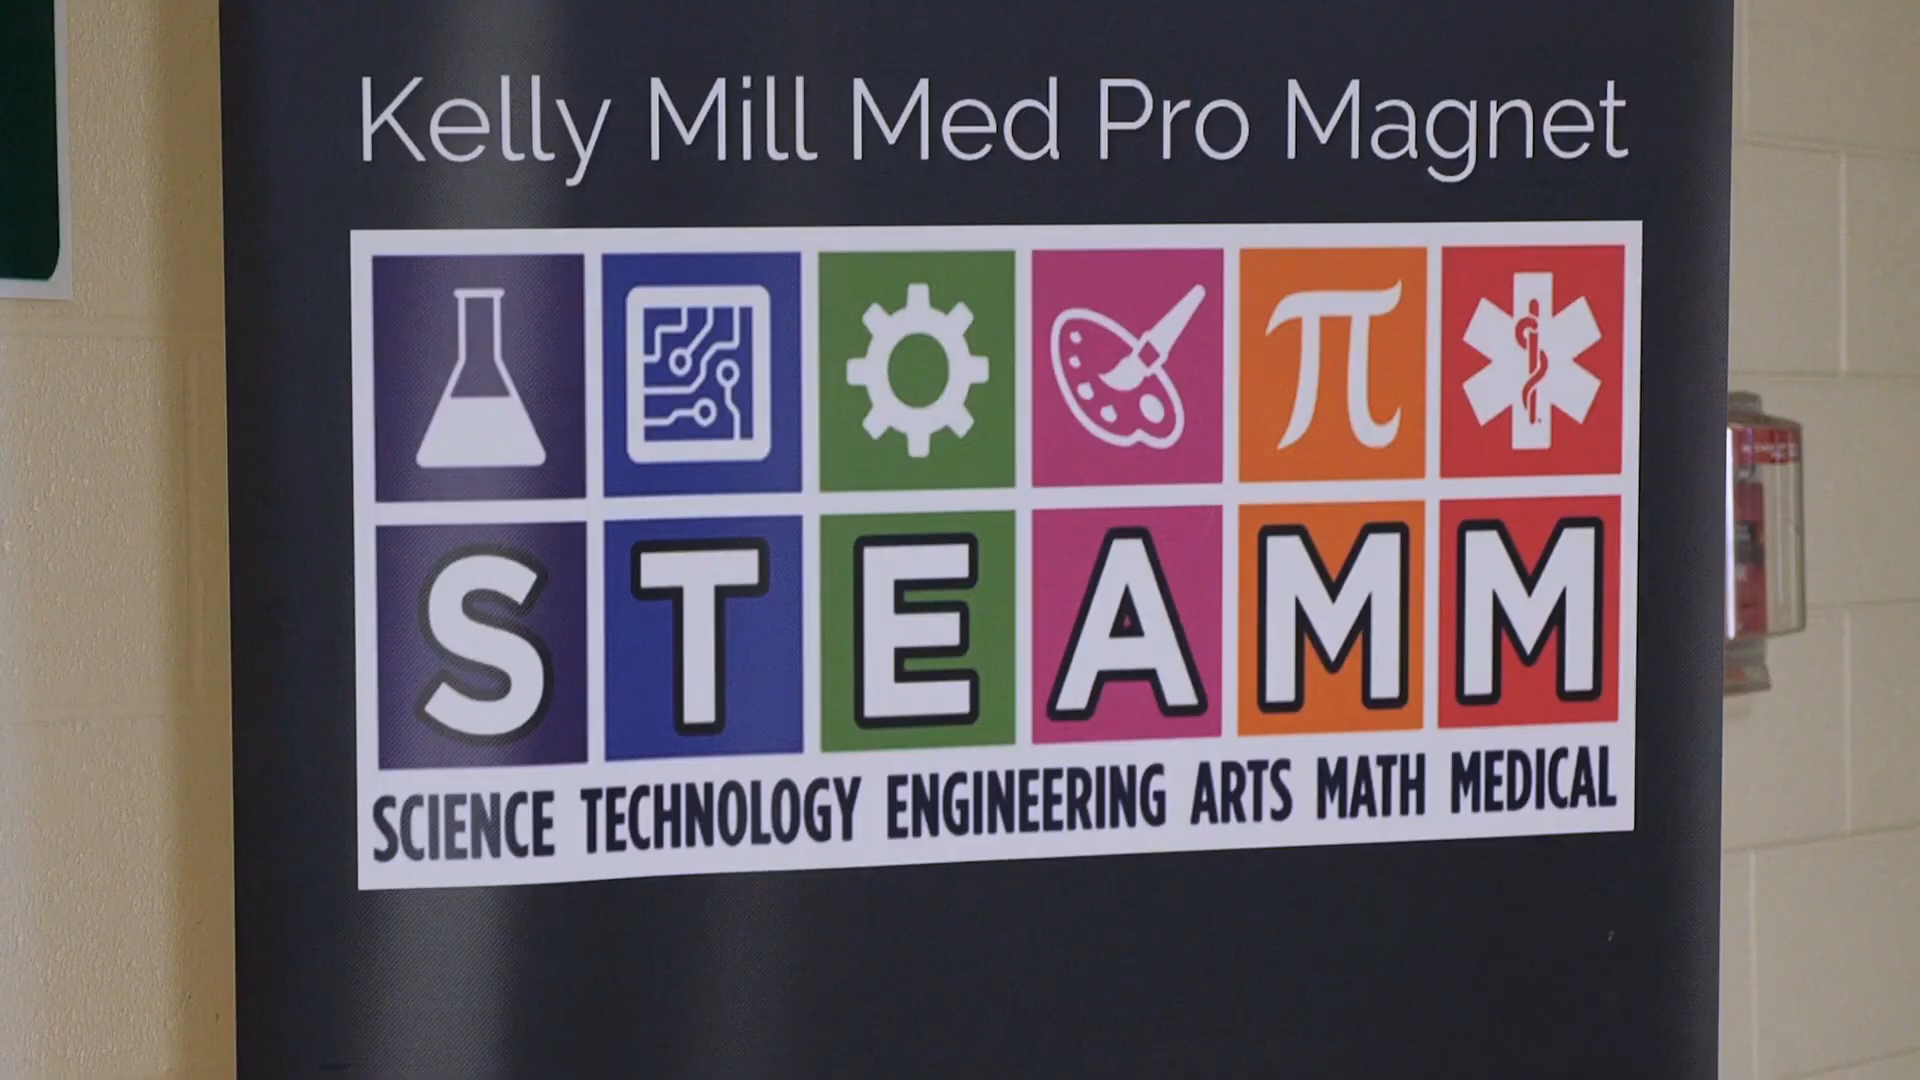 Kelly Mill Med Pro Magnet
π
STEAMM
SCIENCE TECHNOLOGY ENGINEERING ARTS MATH MEDICAL